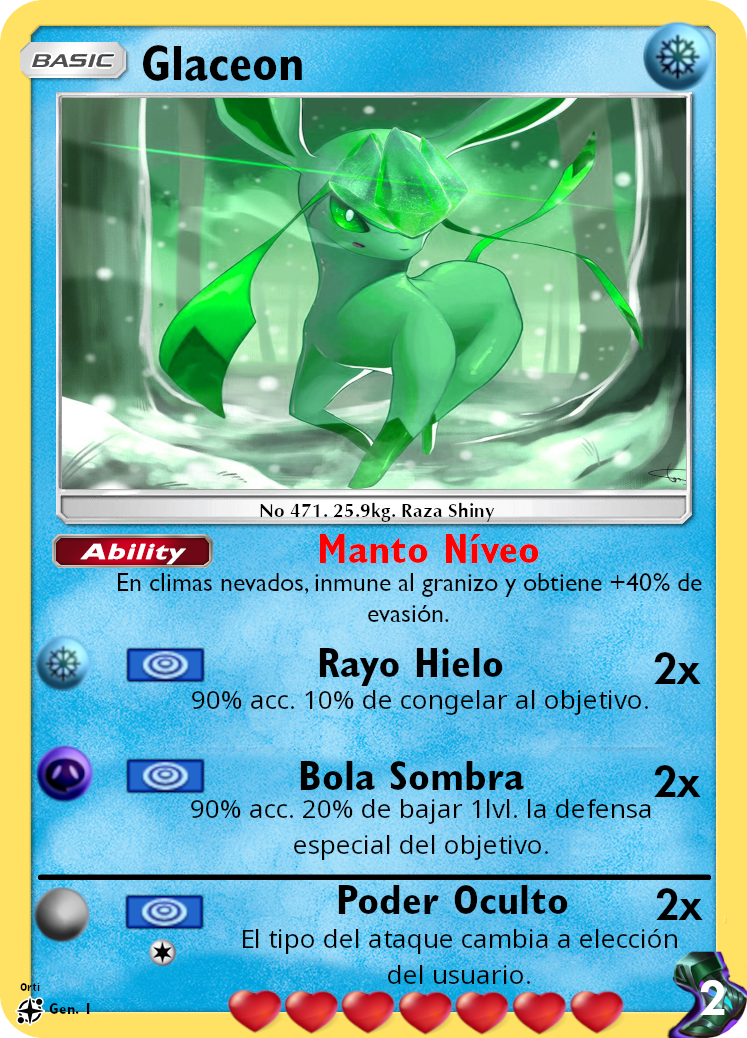 BASIC Glaceon
No 471. 25.9kg. Raza Shiny
Ability Manto Níveo
En climas nevados, inmune al granizo y obtiene +40% de
evasión.
Rayo Hielo 2x
90% acc. 10% de congelar al objetivo.
Bola Sombra 2x
90% acc. 20% de bajar 1lvl. la defensa
especial del objetivo.
Poder Oculto 2x
El tipo del ataque cambia a elección
del usuario.
Orti
Gen. 1
2